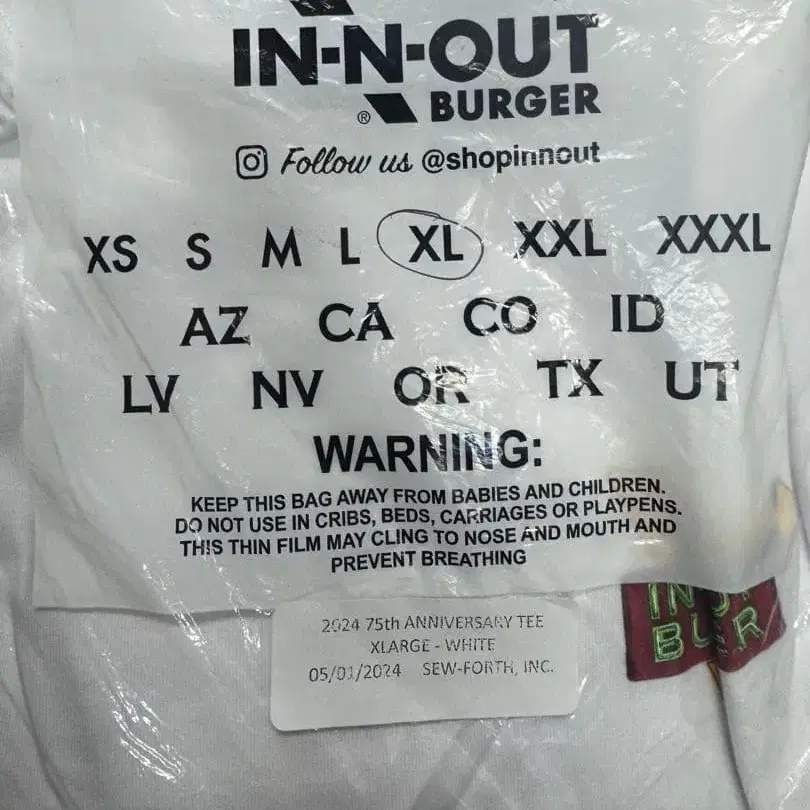 IN-N-OUT
® BURGER
Follow us @shopinnout
XS S M L XL XXL XXXL
AZ CA CO ID
LV NV OR TX UT
WARNING:
KEEP THIS BAG AWAY FROM BABIES AND CHILDREN.
DO NOT USE IN CRIBS, BEDS, CARRIAGES OR PLAYPENS.
THIS THIN FILM MAY CLING TO NOSE AND MOUTH AND
PREVENT BREATHING
2024 75th ANNIVERSARY TEE
XLARGE - WHITE
05/01/2024 SEW-FORTH, INC.